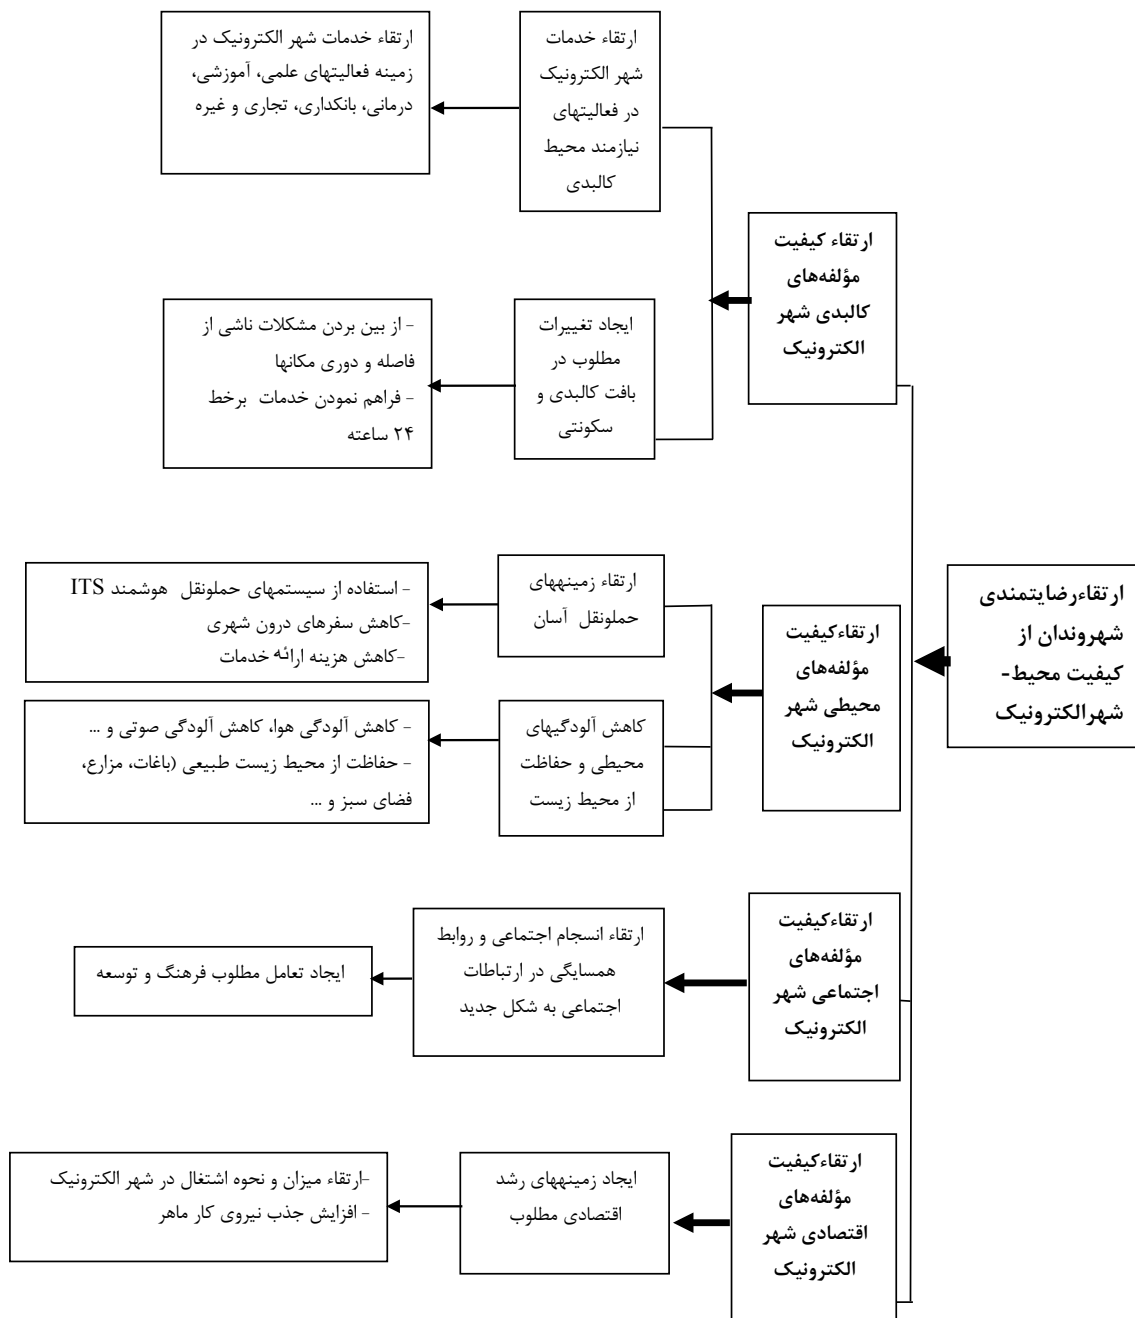 ارتقاءرضایتمندی
شهروندان از
کیفیت محیط-
شهرالکترونیک
ارتقاء کیفیت
مؤلفه‌های
کالبدی شهر
الکترونیک
ارتقاء خدمات
شهر الکترونیک
در فعالیتهای
نیازمند محیط
کالبدی
ارتقاء خدمات شهر الکترونیک در
زمینه فعالیتهای علمی، آموزشی،
درمانی، بانکداری، تجاری و غیره
ایجاد تغییرات
مطلوب در
بافت کالبدی و
سکونتی
- از بین بردن مشکلات ناشی از
فاصله و دوری مکانها
- فراهم نمودن خدمات برخط
۲۴ ساعته
ارتقاءکیفیت
مؤلفه‌های
محیطی شهر
الکترونیک
ارتقاء زمینههای
حملونقل آسان
- استفاده از سیستمهای حملونقل هوشمند ITS
-کاهش سفرهای درون شهری
-کاهش هزینه ارائه خدمات
کاهش آلودگیهای
محیطی و حفاظت
از محیط زیست
- کاهش آلودگی هوا، کاهش آلودگی صوتی و ...
- حفاظت از محیط زیست طبیعی (باغات، مزارع،
فضای سبز و ...
ارتقاءکیفیت
مؤلفه‌های
اجتماعی شهر
الکترونیک
ارتقاء انسجام اجتماعی و روابط
همسایگی در ارتباطات
اجتماعی به شکل جدید
ایجاد تعامل مطلوب فرهنگ و توسعه
ارتقاءکیفیت
مؤلفه‌های
اقتصادی شهر
الکترونیک
ایجاد زمینههای رشد
اقتصادی مطلوب
-ارتقاء میزان و نحوه اشتغال در شهر الکترونیک
- افزایش جذب نیروی کار ماهر